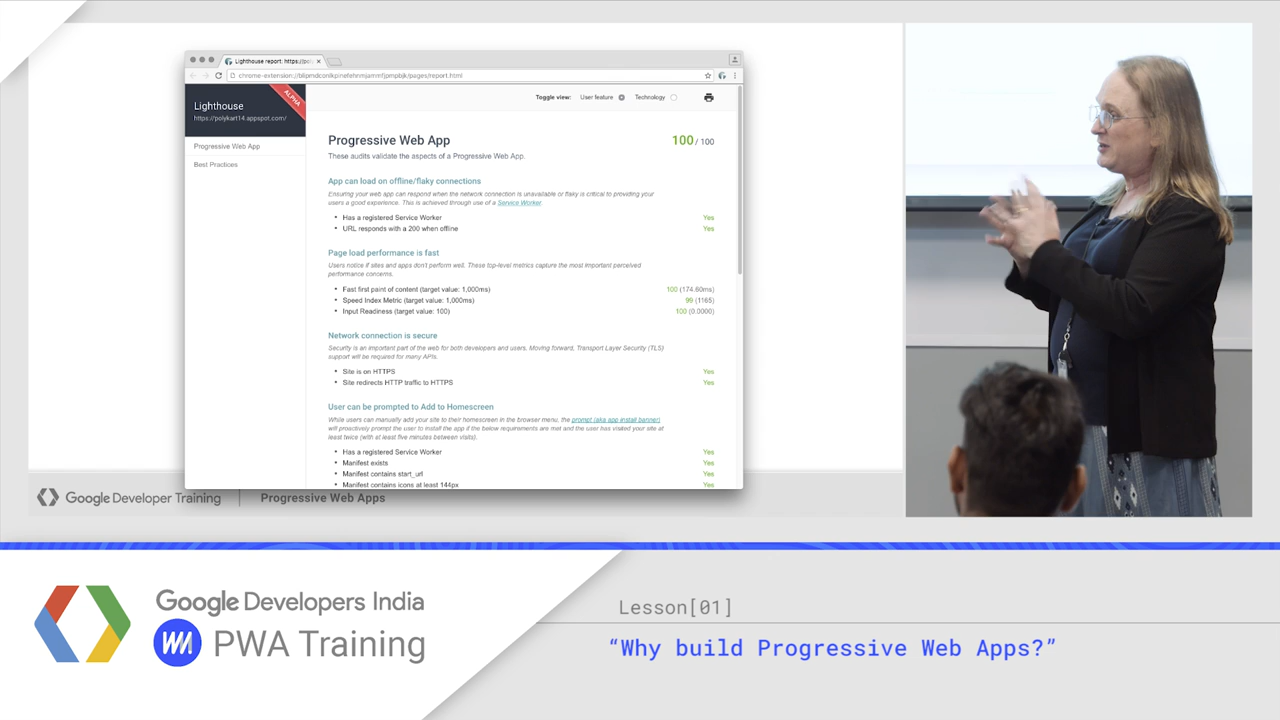 Lighthouse report: https://pol
chrome-extension://blipmdconlkpinefehnmjammfjpmpbjk/pages/report.html
Lighthouse
ALPHA
https://polykart14.appspot.com/
Progressive Web App
Best Practices
Toggle view: User feature Technology
Progressive Web App 100 / 100
These audits validate the aspects of a Progressive Web App.
App can load on offline/flaky connections
Ensuring your web app can respond when the network connection is unavailable or flaky is critical to providing your
users a good experience. This is achieved through use of a Service Worker.
• Has a registered Service Worker Yes
• URL responds with a 200 when offline Yes
Page load performance is fast
Users notice if sites and apps don't perform well. These top-level metrics capture the most important perceived
performance concerns.
• Fast first paint of content (target value: 1,000ms) 100 (174.60ms)
• Speed Index Metric (target value: 1,000ms) 99 (1165)
• Input Readiness (target value: 100) 100 (0.0000)
Network connection is secure
Security is an important part of the web for both developers and users. Moving forward, Transport Layer Security (TLS)
support will be required for many APIs.
• Site is on HTTPS Yes
• Site redirects HTTP traffic to HTTPS Yes
User can be prompted to Add to Homescreen
While users can manually add your site to their homescreen in the browser menu, the prompt (aka app install banner)
will proactively prompt the user to install the app if the below requirements are met and the user has visited your site at
least twice (with at least five minutes between visits).
• Has a registered Service Worker Yes
• Manifest exists Yes
• Manifest contains start_url Yes
• Manifest contains icons at least 144px Yes
Google Developer Training | Progressive Web Apps
Google Developers India
PWA Training
Lesson[01]
“Why build Progressive Web Apps?”